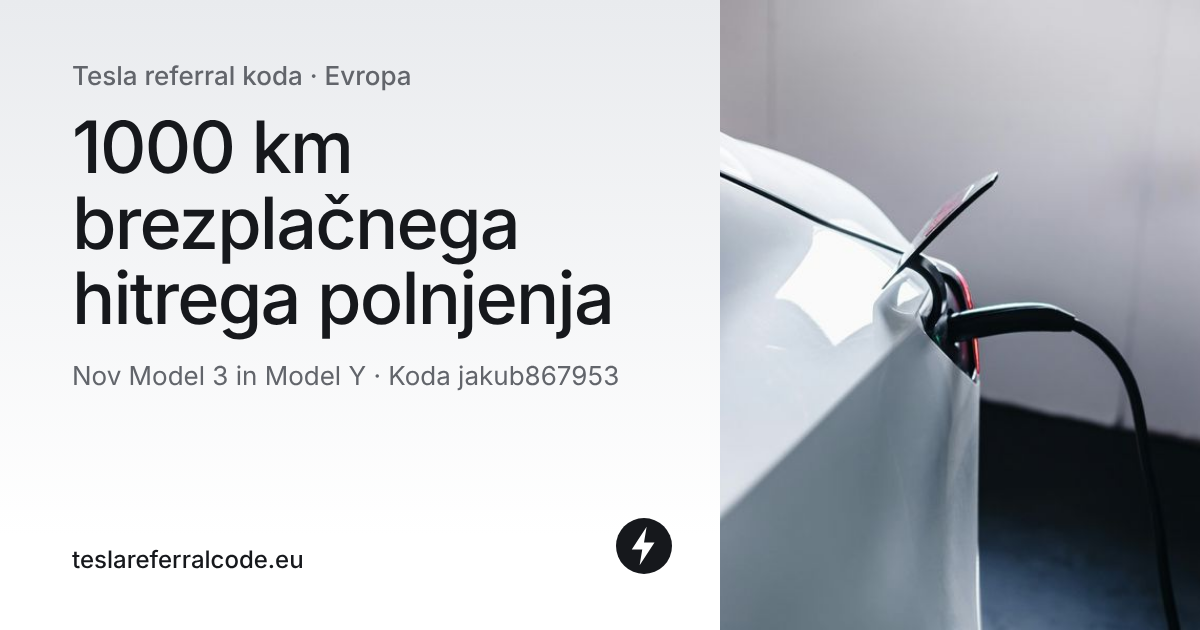 Tesla referral koda · Evropa
1000 km
brezplačnega
hitrega polnjenja
Nov Model 3 in Model Y · Koda jakub867953
teslareferralcode.eu